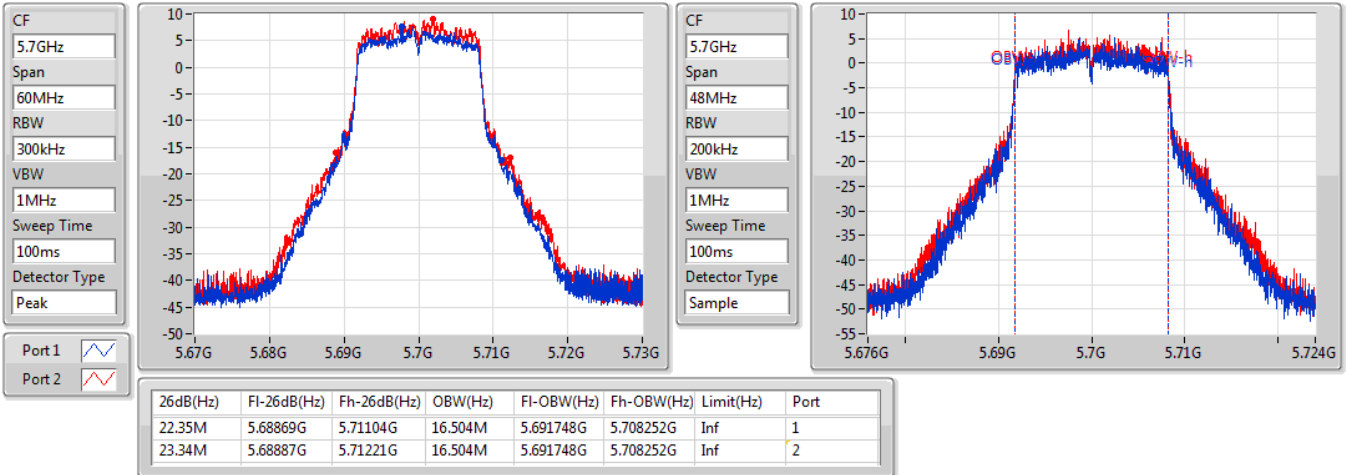 CF
5.7GHz
Span
60MHz
RBW
300kHz
VBW
1MHz
Sweep Time
100ms
Detector Type
Peak
Port 1
Port 2
10
5
0
-5
-10
-15
-20
-25
-30
-35
-40
-45
-50
5.67G 5.68G 5.69G 5.7G 5.71G 5.72G 5.73G
CF
5.7GHz
Span
48MHz
RBW
200kHz
VBW
1MHz
Sweep Time
100ms
Detector Type
Sample
10
5
0
-5
-10
-15
-20
-25
-30
-35
-40
-45
-50
-55
5.676G 5.69G 5.7G 5.71G 5.724G
26dB(Hz) Fl-26dB(Hz) Fh-26dB(Hz) OBW(Hz) Fl-OBW(Hz) Fh-OBW(Hz) Limit(Hz) Port
22.35M 5.68869G 5.71104G 16.504M 5.691748G 5.708252G Inf 1
23.34M 5.68887G 5.71221G 16.504M 5.691748G 5.708252G Inf 2